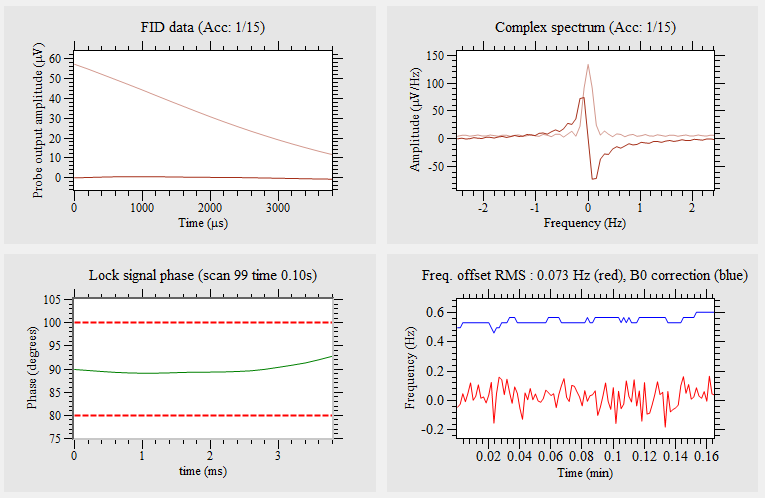 FID data (Acc: 1/15)
Probe output amplitude (µV)
60
50
40
30
20
10
0
0 1000 2000 3000
Time (µs)
Complex spectrum (Acc: 1/15)
Amplitude (µV/Hz)
150
100
50
0
-50
-2 -1 0 1 2
Frequency (Hz)
Lock signal phase (scan 99 time 0.10s)
Phase (degrees)
105
100
95
90
85
80
75
0 1 2 3
time (ms)
Freq. offset RMS : 0.073 Hz (red), B0 correction (blue)
Frequency (Hz)
0.6
0.4
0.2
0.0
-0.2
0.02 0.04 0.06 0.08 0.1 0.12 0.14 0.16
Time (min)